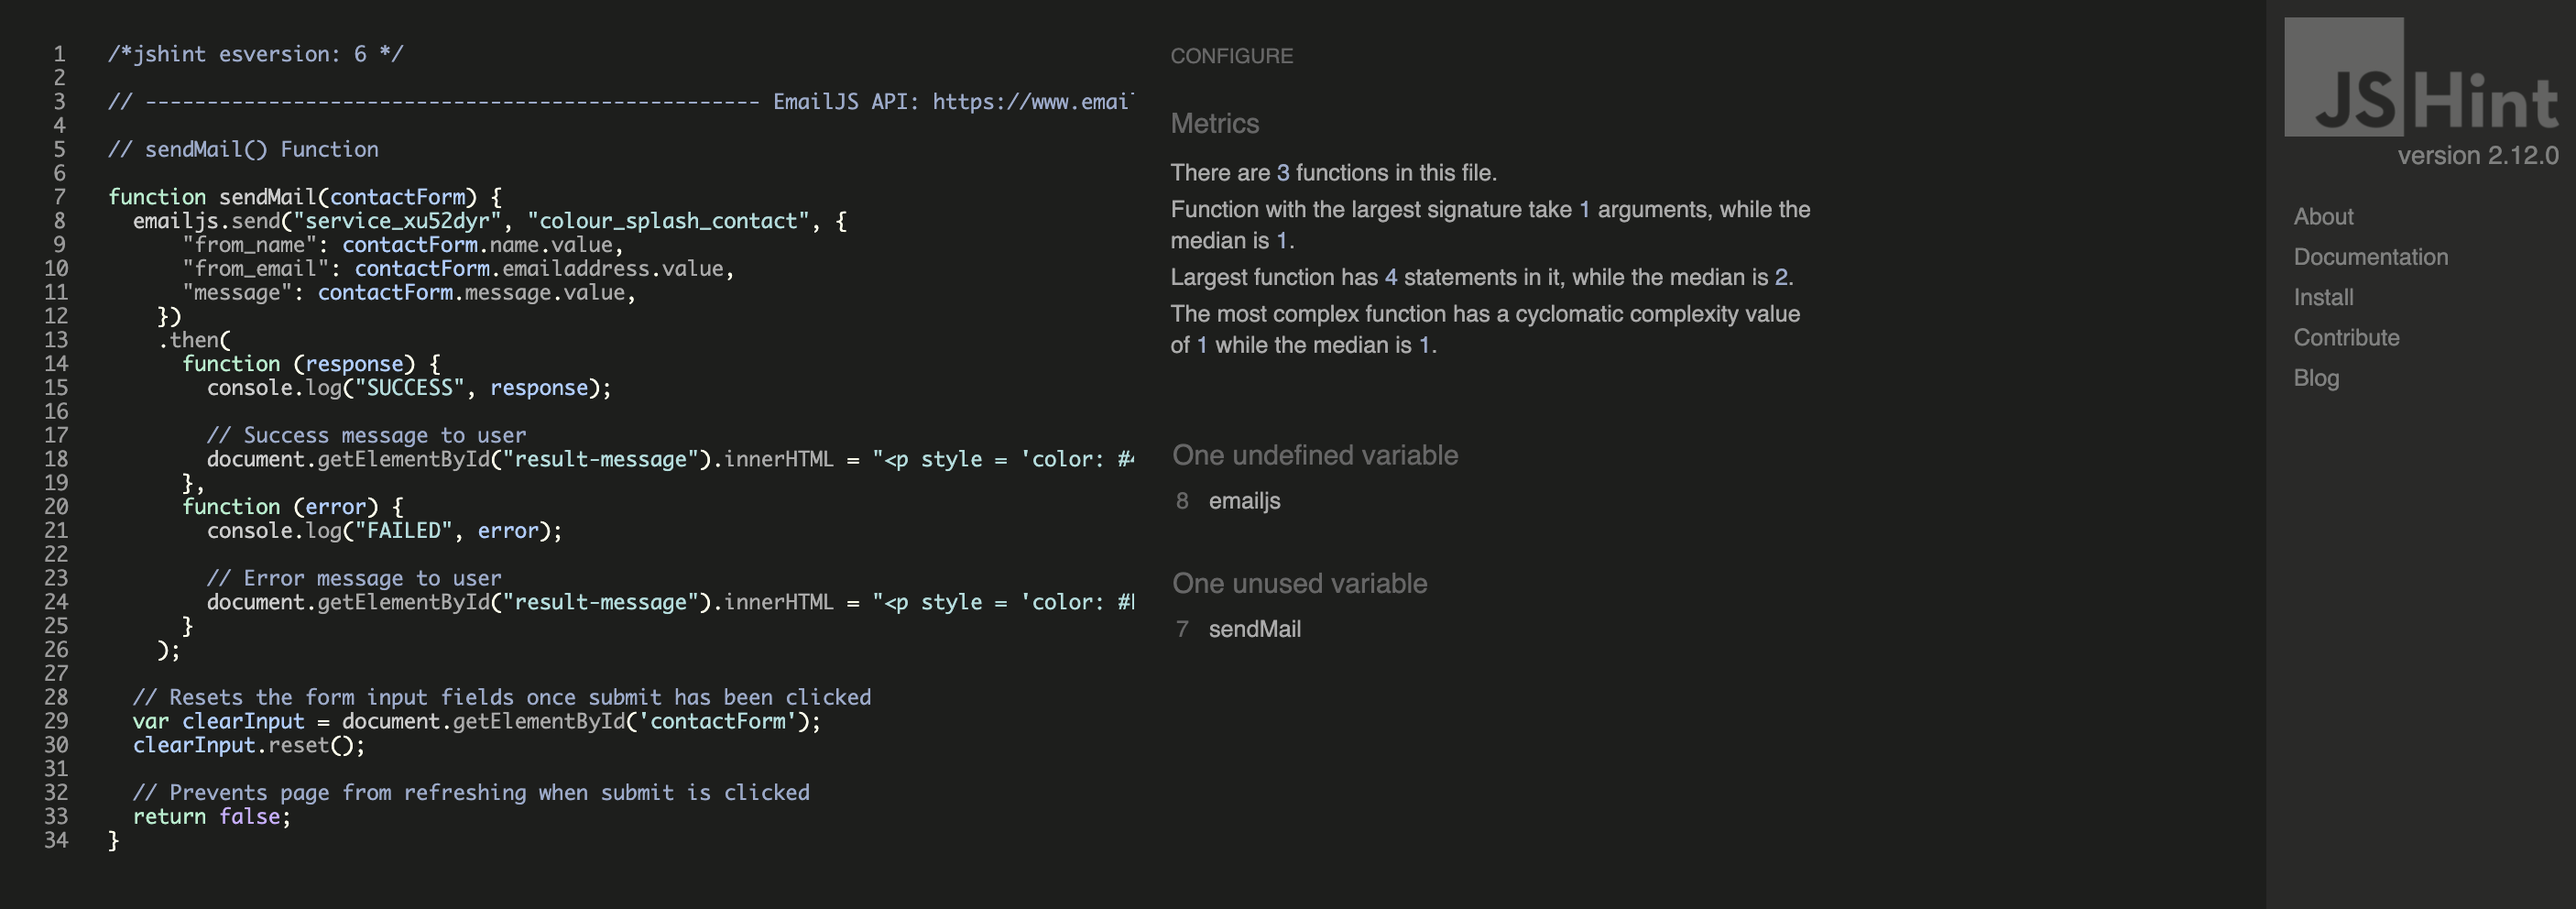 1 /*jshint esversion: 6 */
2
3 // -------------------------------------------------- EmailJS API: https://www.emai
4
5 // sendMail() Function
6
7 function sendMail(contactForm) {
8 emailjs.send("service_xu52dyr", "colour_splash_contact", {
9 "from_name": contactForm.name.value,
10 "from_email": contactForm.emailaddress.value,
11 "message": contactForm.message.value,
12 })
13 .then(
14 function (response) {
15 console.log("SUCCESS", response);
16
17 // Success message to user
18 document.getElementById("result-message").innerHTML = "<p style = 'color: #
19 },
20 function (error) {
21 console.log("FAILED", error);
22
23 // Error message to user
24 document.getElementById("result-message").innerHTML = "<p style = 'color: #
25 }
26 );
27
28 // Resets the form input fields once submit has been clicked
29 var clearInput = document.getElementById('contactForm');
30 clearInput.reset();
31
32 // Prevents page from refreshing when submit is clicked
33 return false;
34 }
CONFIGURE
Metrics
There are 3 functions in this file.
Function with the largest signature take 1 arguments, while the
median is 1.
Largest function has 4 statements in it, while the median is 2.
The most complex function has a cyclomatic complexity value
of 1 while the median is 1.
One undefined variable
8 emailjs
One unused variable
7 sendMail
JSHint
version 2.12.0
About
Documentation
Install
Contribute
Blog